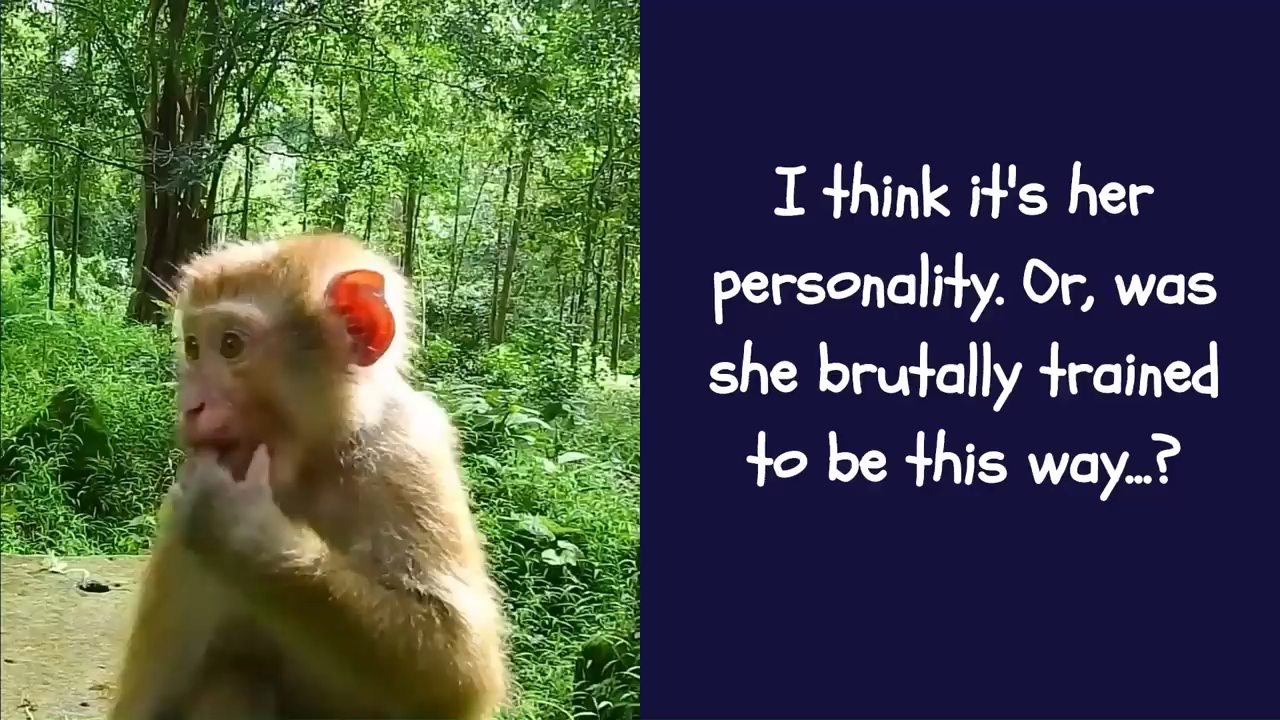 I think it's her
personality. Or, was
she brutally trained
to be this way...?